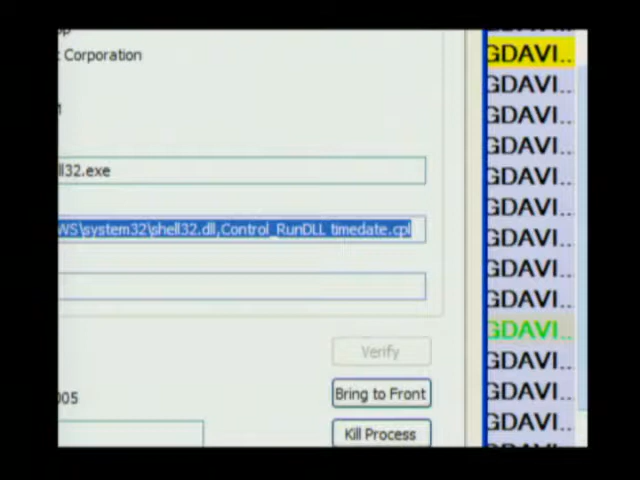 t Corporation
ll32.exe
WS\system32\shell32.dll,Control_RunDLL timedate.cpl
Verify
005
Bring to Front
Kill Process
GDAVI...
GDAVI...
GDAVI...
GDAVI...
GDAVI...
GDAVI...
GDAVI...
GDAVI...
GDAVI...
GDAVI...
GDAVI...
GDAVI...
GDAVI...